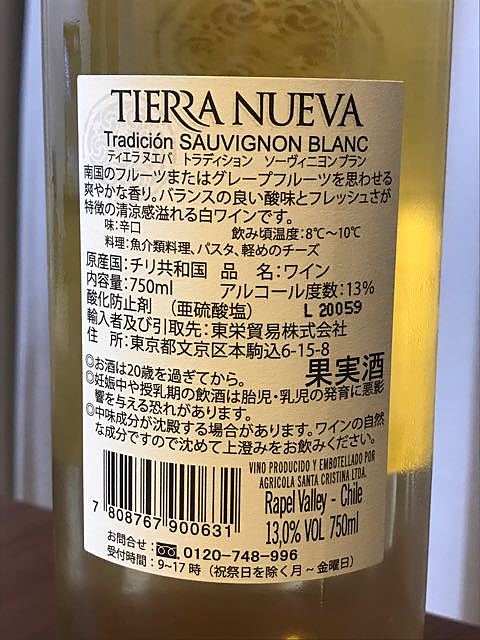 TIERRA NUEVA
Tradición SAUVIGNON BLANC
ティエラ ヌエバ トラディション ソーヴィニヨンブラン
南国のフルーツまたはグレープフルーツを思わせる
爽やかな香り。バランスの良い酸味とフレッシュさが
特徴の清涼感溢れる白ワインです。
味：辛口 飲み頃温度：8℃～10℃
料理：魚介類料理、パスタ、軽めのチーズ
原産国：チリ共和国 品 名：ワイン
内容量：750ml アルコール度数：13%
酸化防止剤 （亜硫酸塩） L 20059
輸入者及び引取先：東栄貿易株式会社
住 所：東京都文京区本駒込6-15-8
◎お酒は20歳を過ぎてから。 果実酒
◎妊娠中や授乳期の飲酒は胎児・乳児の発育に悪影
響を与える恐れがあります。
◎中味成分が沈殿する場合があります。ワインの自然
な成分ですので沈めて上澄みをお飲みください。
VINO PRODUCIDO Y EMBOTELLADO POR
AGRICOLA SANTA CRISTINA LTDA.
Rapel Valley - Chile
13,0% VOL 750ml
7 808767 900631
お問合せ： 0120-748-996
受付時間：9~17時（祝祭日を除く月～金曜日）